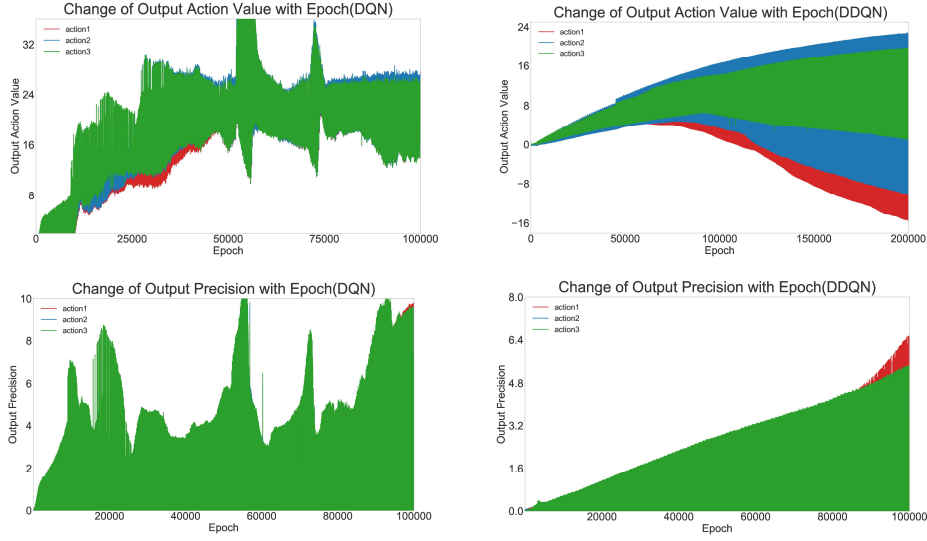 Change of Output Action Value with Epoch(DQN)
action1
action2
action3
32
24
16
8
Output Action Value
0
25000
50000
75000
100000
Epoch
Change of Output Action Value with Epoch(DDQN)
action1
action2
action3
24
16
8
0
−8
−16
Output Action Value
0
50000
100000
150000
200000
Epoch
Change of Output Precision with Epoch(DQN)
action1
action2
action3
10
8
6
4
2
0
Output Precision
20000
40000
60000
80000
100000
Epoch
Change of Output Precision with Epoch(DDQN)
action1
action2
action3
8.0
6.4
4.8
3.2
1.6
0.0
Output Precision
20000
40000
60000
80000
100000
Epoch